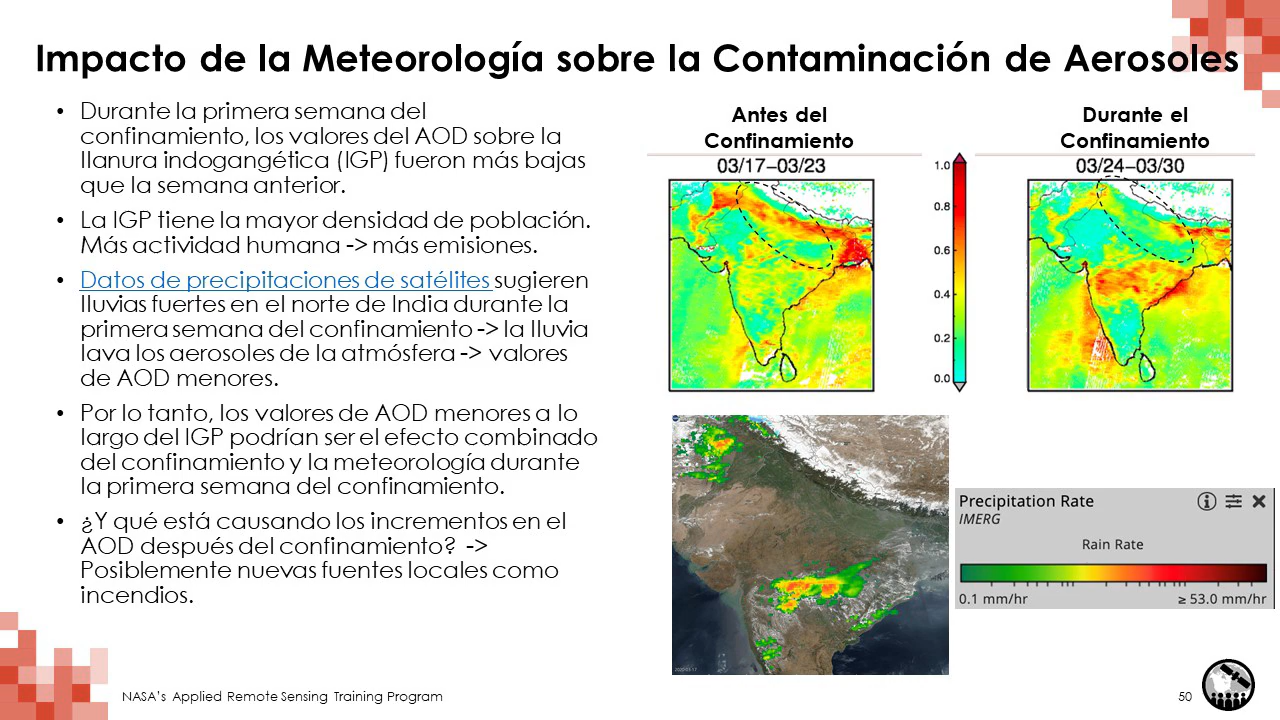 Impacto de la Meteorología sobre la Contaminación de Aerosoles
• Durante la primera semana del
confinamiento, los valores del AOD sobre la
llanura indogangética (IGP) fueron más bajas
que la semana anterior.
• La IGP tiene la mayor densidad de población.
Más actividad humana -> más emisiones.
• Datos de precipitaciones de satélites sugieren
lluvias fuertes en el norte de India durante la
primera semana del confinamiento -> la lluvia
lava los aerosoles de la atmósfera -> valores
de AOD menores.
• Por lo tanto, los valores de AOD menores a lo
largo del IGP podrían ser el efecto combinado
del confinamiento y la meteorología durante
la primera semana del confinamiento.
• ¿Y qué está causando los incrementos en el
AOD después del confinamiento? ->
Posiblemente nuevas fuentes locales como
incendios.
Antes del
Confinamiento
03/17–03/23
1.0
0.8
0.6
0.4
0.2
0.0
Durante el
Confinamiento
03/24–03/30
Precipitation Rate
IMERG
Rain Rate
0.1 mm/hr
≥ 53.0 mm/hr
NASA's Applied Remote Sensing Training Program
50